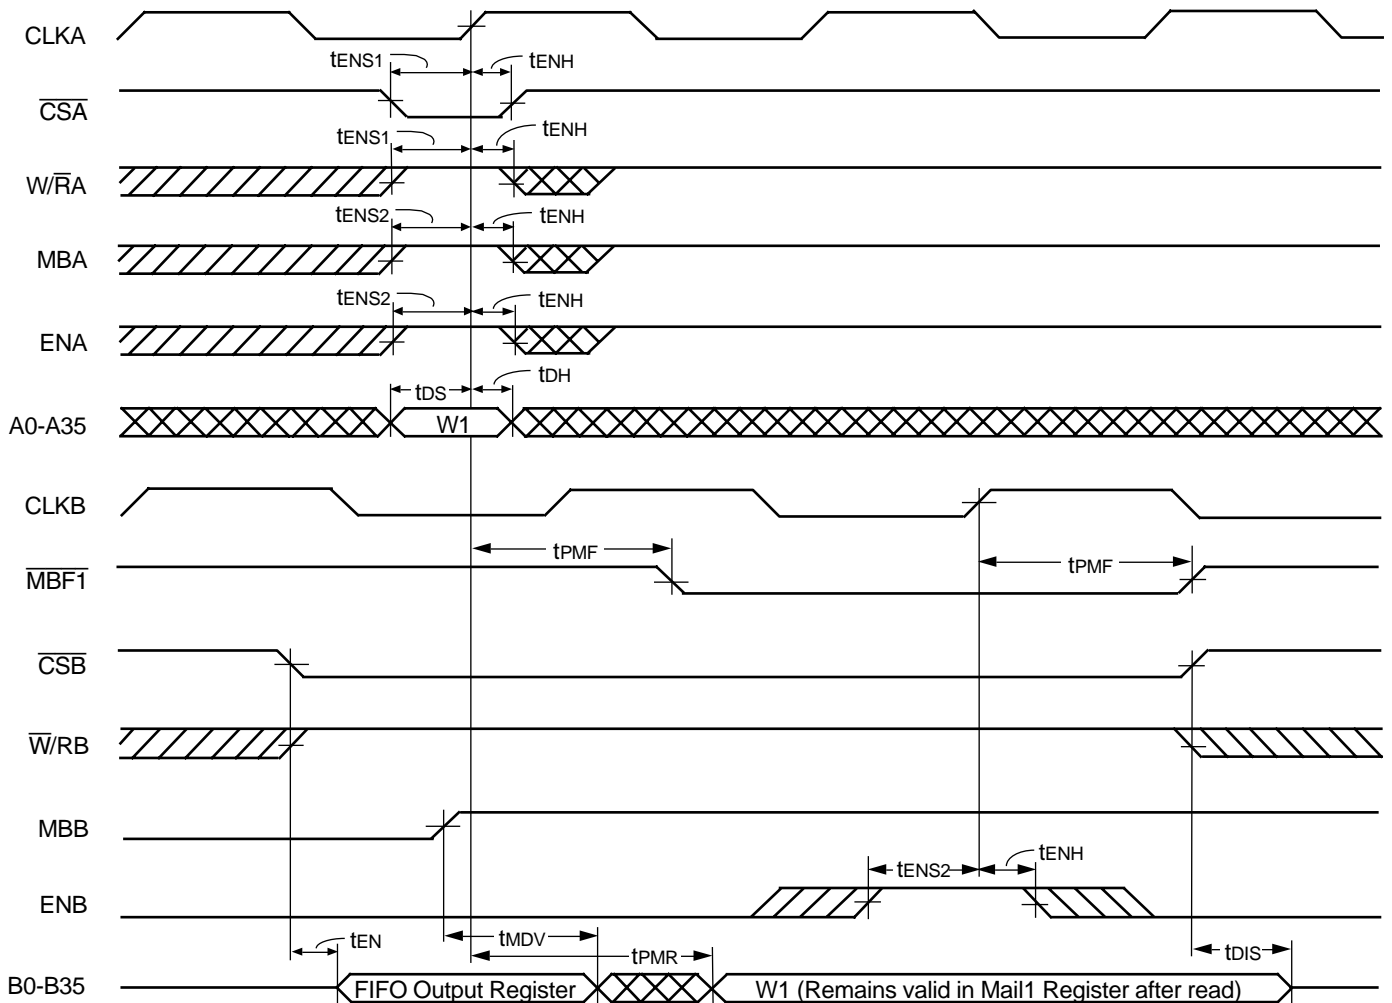 CLKA
tENS1
tENH
CSA
tENS1
tENH
W/RA
tENS2
tENH
MBA
tENS2
tENH
ENA
tDS
tDH
A0-A35
W1
CLKB
tPMF
tPMF
MBF1
CSB
W/RB
MBB
tENS2
tENH
ENB
tEN
tMDV
tPMR
tDIS
B0-B35
FIFO Output Register
W1 (Remains valid in Mail1 Register after read)